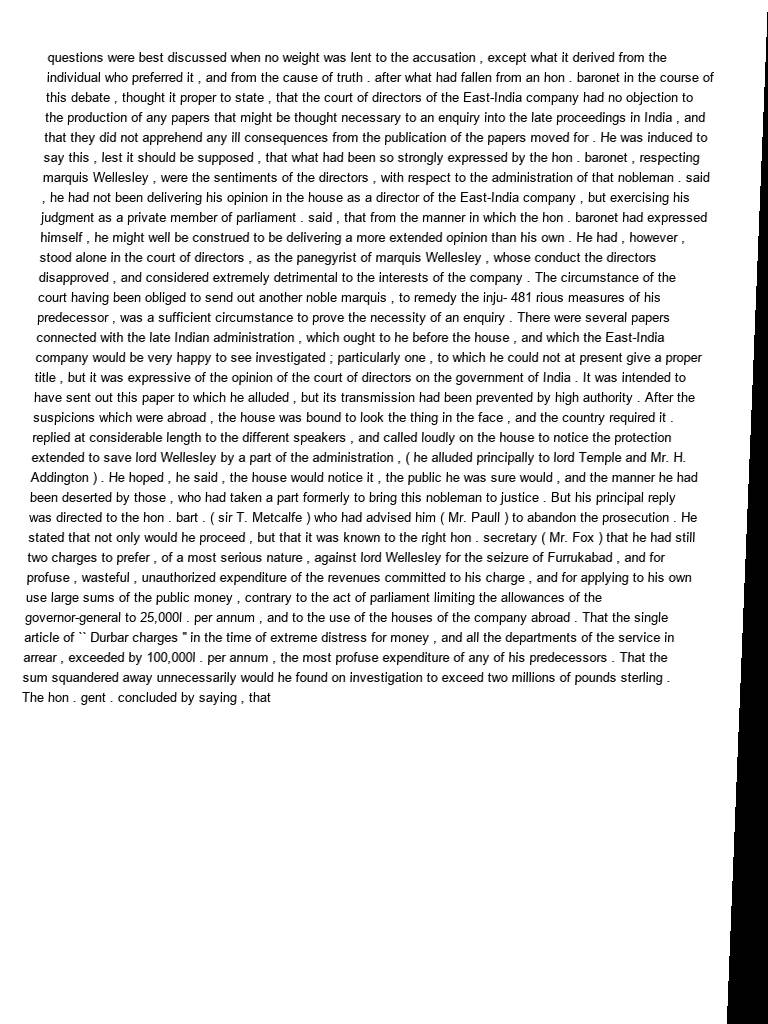 questions were best discussed when no weight was lent to the accusation , except what it derived from the
individual who preferred it , and from the cause of truth . after what had fallen from an hon . baronet in the course of
this debate , thought it proper to state , that the court of directors of the East-India company had no objection to
the production of any papers that might be thought necessary to an enquiry into the late proceedings in India , and
that they did not apprehend any ill consequences from the publication of the papers moved for . He was induced to
say this , lest it should be supposed , that what had been so strongly expressed by the hon . baronet , respecting
marquis Wellesley , were the sentiments of the directors , with respect to the administration of that nobleman . said
, he had not been delivering his opinion in the house as a director of the East-India company , but exercising his
judgment as a private member of parliament . said , that from the manner in which the hon . baronet had expressed
himself , he might well be construed to be delivering a more extended opinion than his own . He had , however ,
stood alone in the court of directors , as the panegyrist of marquis Wellesley , whose conduct the directors
disapproved , and considered extremely detrimental to the interests of the company . The circumstance of the
court having been obliged to send out another noble marquis , to remedy the inju- 481 rious measures of his
predecessor , was a sufficient circumstance to prove the necessity of an enquiry . There were several papers
connected with the late Indian administration , which ought to he before the house , and which the East-India
company would be very happy to see investigated ; particularly one , to which he could not at present give a proper
title , but it was expressive of the opinion of the court of directors on the government of India . It was intended to
have sent out this paper to which he alluded , but its transmission had been prevented by high authority . After the
suspicions which were abroad , the house was bound to look the thing in the face , and the country required it .
replied at considerable length to the different speakers , and called loudly on the house to notice the protection
extended to save lord Wellesley by a part of the administration , ( he alluded principally to lord Temple and Mr. H.
Addington ) . He hoped , he said , the house would notice it , the public he was sure would , and the manner he had
been deserted by those , who had taken a part formerly to bring this nobleman to justice . But his principal reply
was directed to the hon . bart . ( sir T. Metcalfe ) who had advised him ( Mr. Paull ) to abandon the prosecution . He
stated that not only would he proceed , but that it was known to the right hon . secretary ( Mr. Fox ) that he had still
two charges to prefer , of a most serious nature , against lord Wellesley for the seizure of Furrukabad , and for
profuse , wasteful , unauthorized expenditure of the revenues committed to his charge , and for applying to his own
use large sums of the public money , contrary to the act of parliament limiting the allowances of the
governor-general to 25,000l . per annum , and to the use of the houses of the company abroad . That the single
article of `` Durbar charges " in the time of extreme distress for money , and all the departments of the service in
arrear , exceeded by 100,000l . per annum , the most profuse expenditure of any of his predecessors . That the
sum squandered away unnecessarily would he found on investigation to exceed two millions of pounds sterling .
The hon . gent . concluded by saying , that